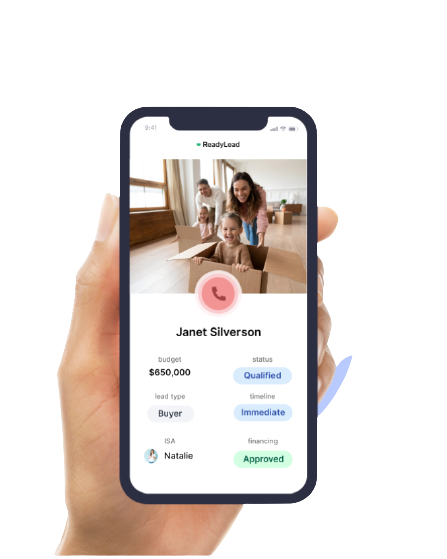 9:41
ReadyLead
Janet Silverson
budget
status
$650,000
Qualified
lead type
timeline
Buyer
Immediate
ISA
financing
Natalie
Approved